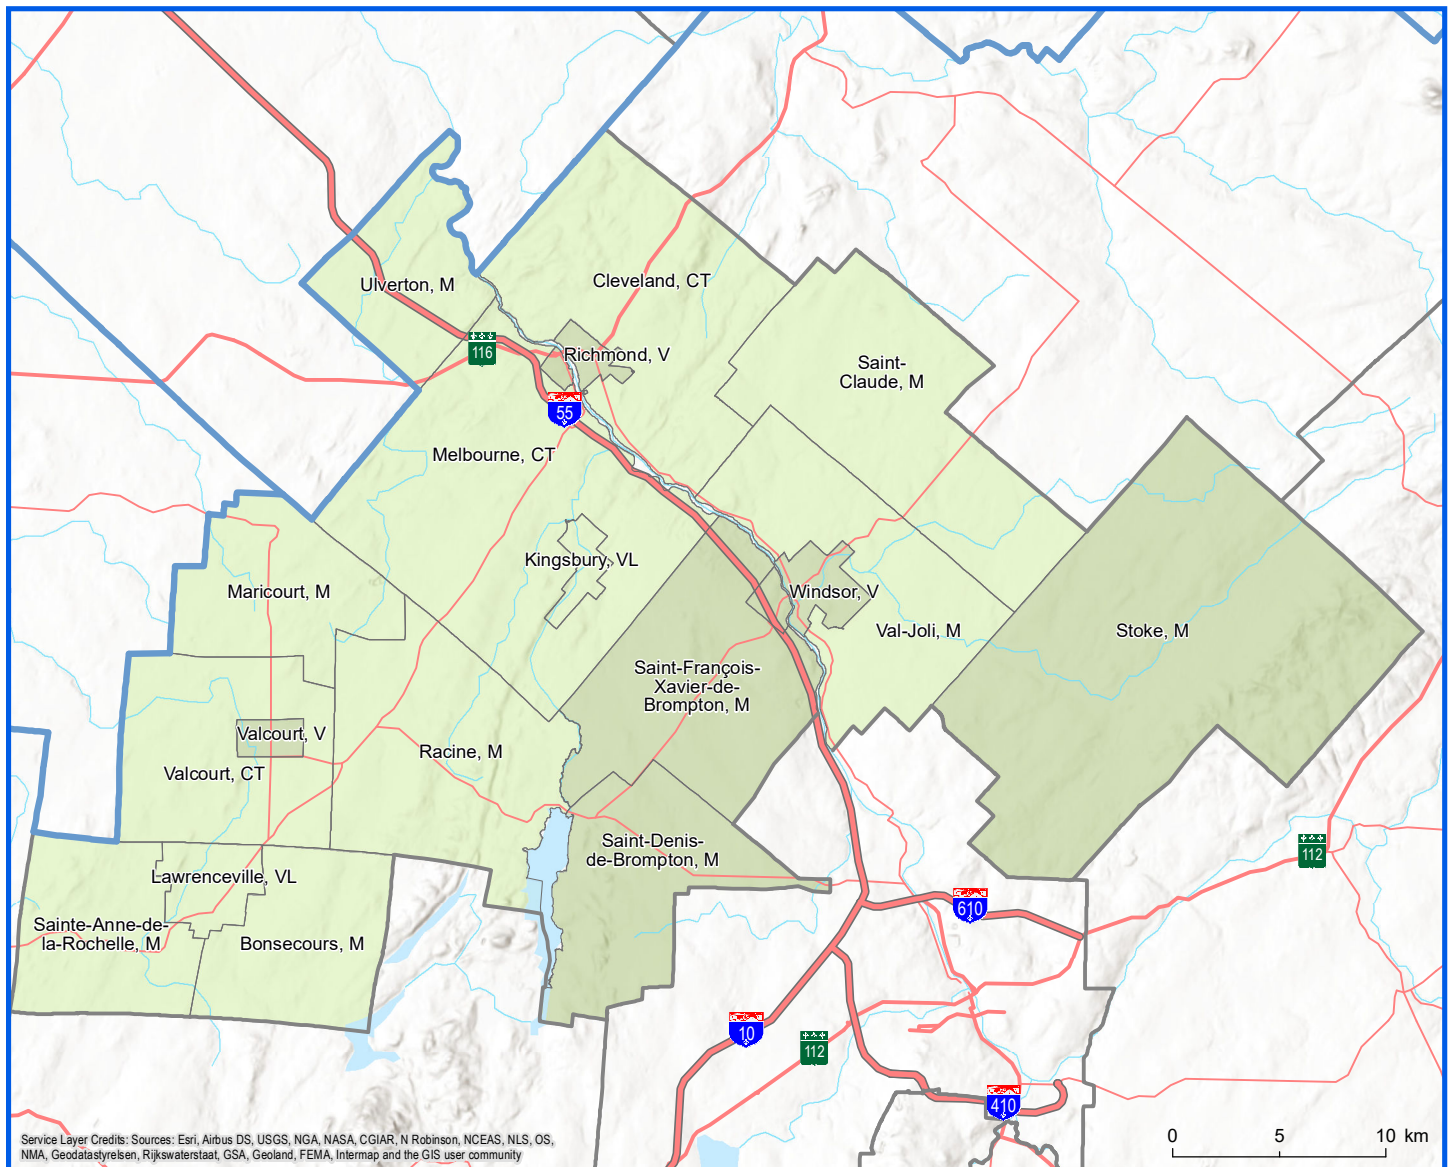 Ulverton, M
Cleveland, CT
116
Richmond, V
Saint-
Claude, M
55
Melbourne, CT
Kingsbury, VL
Maricourt, M
Windsor, V
Val-Joli, M
Stoke, M
Saint-François-
Xavier-de-
Brompton, M
Valcourt, V
Racine, M
Valcourt, CT
Saint-Denis-
de-Brompton, M
112
Lawrenceville, VL
610
Sainte-Anne-de-
la-Rochelle, M
Bonsecours, M
10
112
410
Service Layer Credits: Sources: Esri, Airbus DS, USGS, NGA, NASA, CGIAR, N Robinson, NCEAS, NLS, OS,
NMA, Geodatastyrelsen, Rijkswaterstaat, GSA, Geoland, FEMA, Intermap and the GIS user community
0 5 10 km